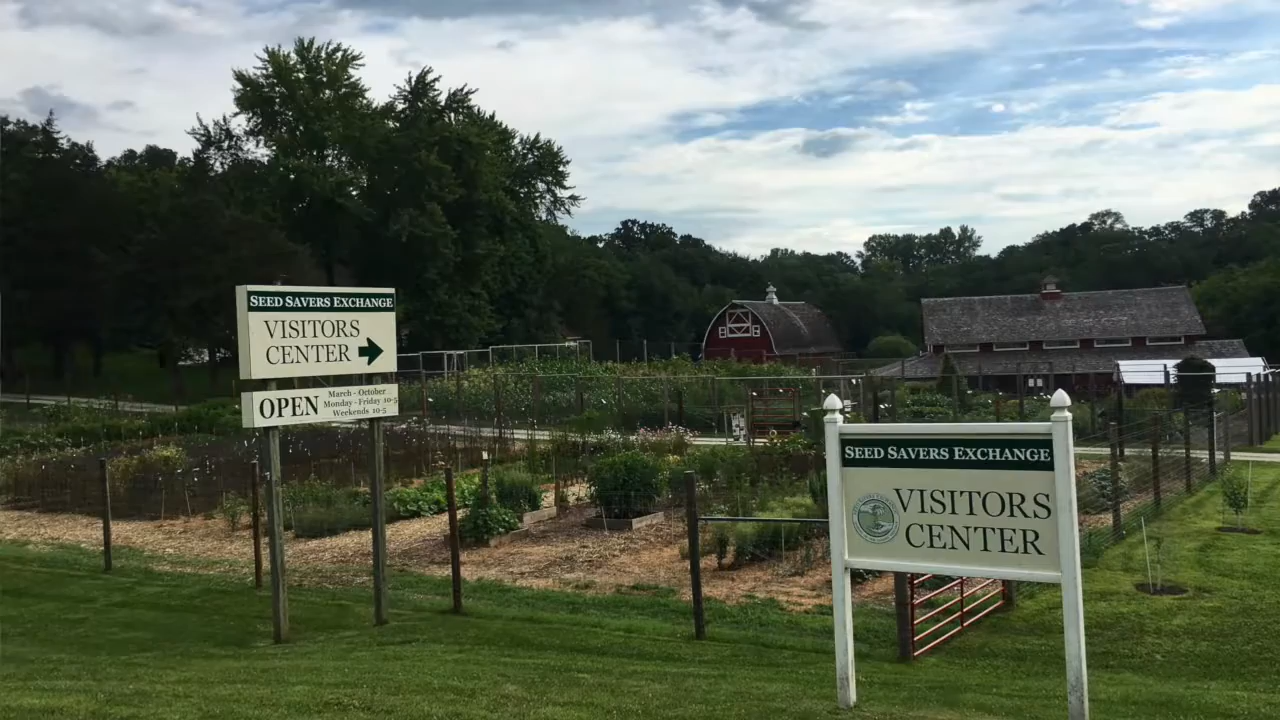 SEED SAVERS EXCHANGE
VISITORS
CENTER
OPEN
March - October
Monday - Friday 10-5
Weekends 10-5
SEED SAVERS EXCHANGE
VISITORS
CENTER